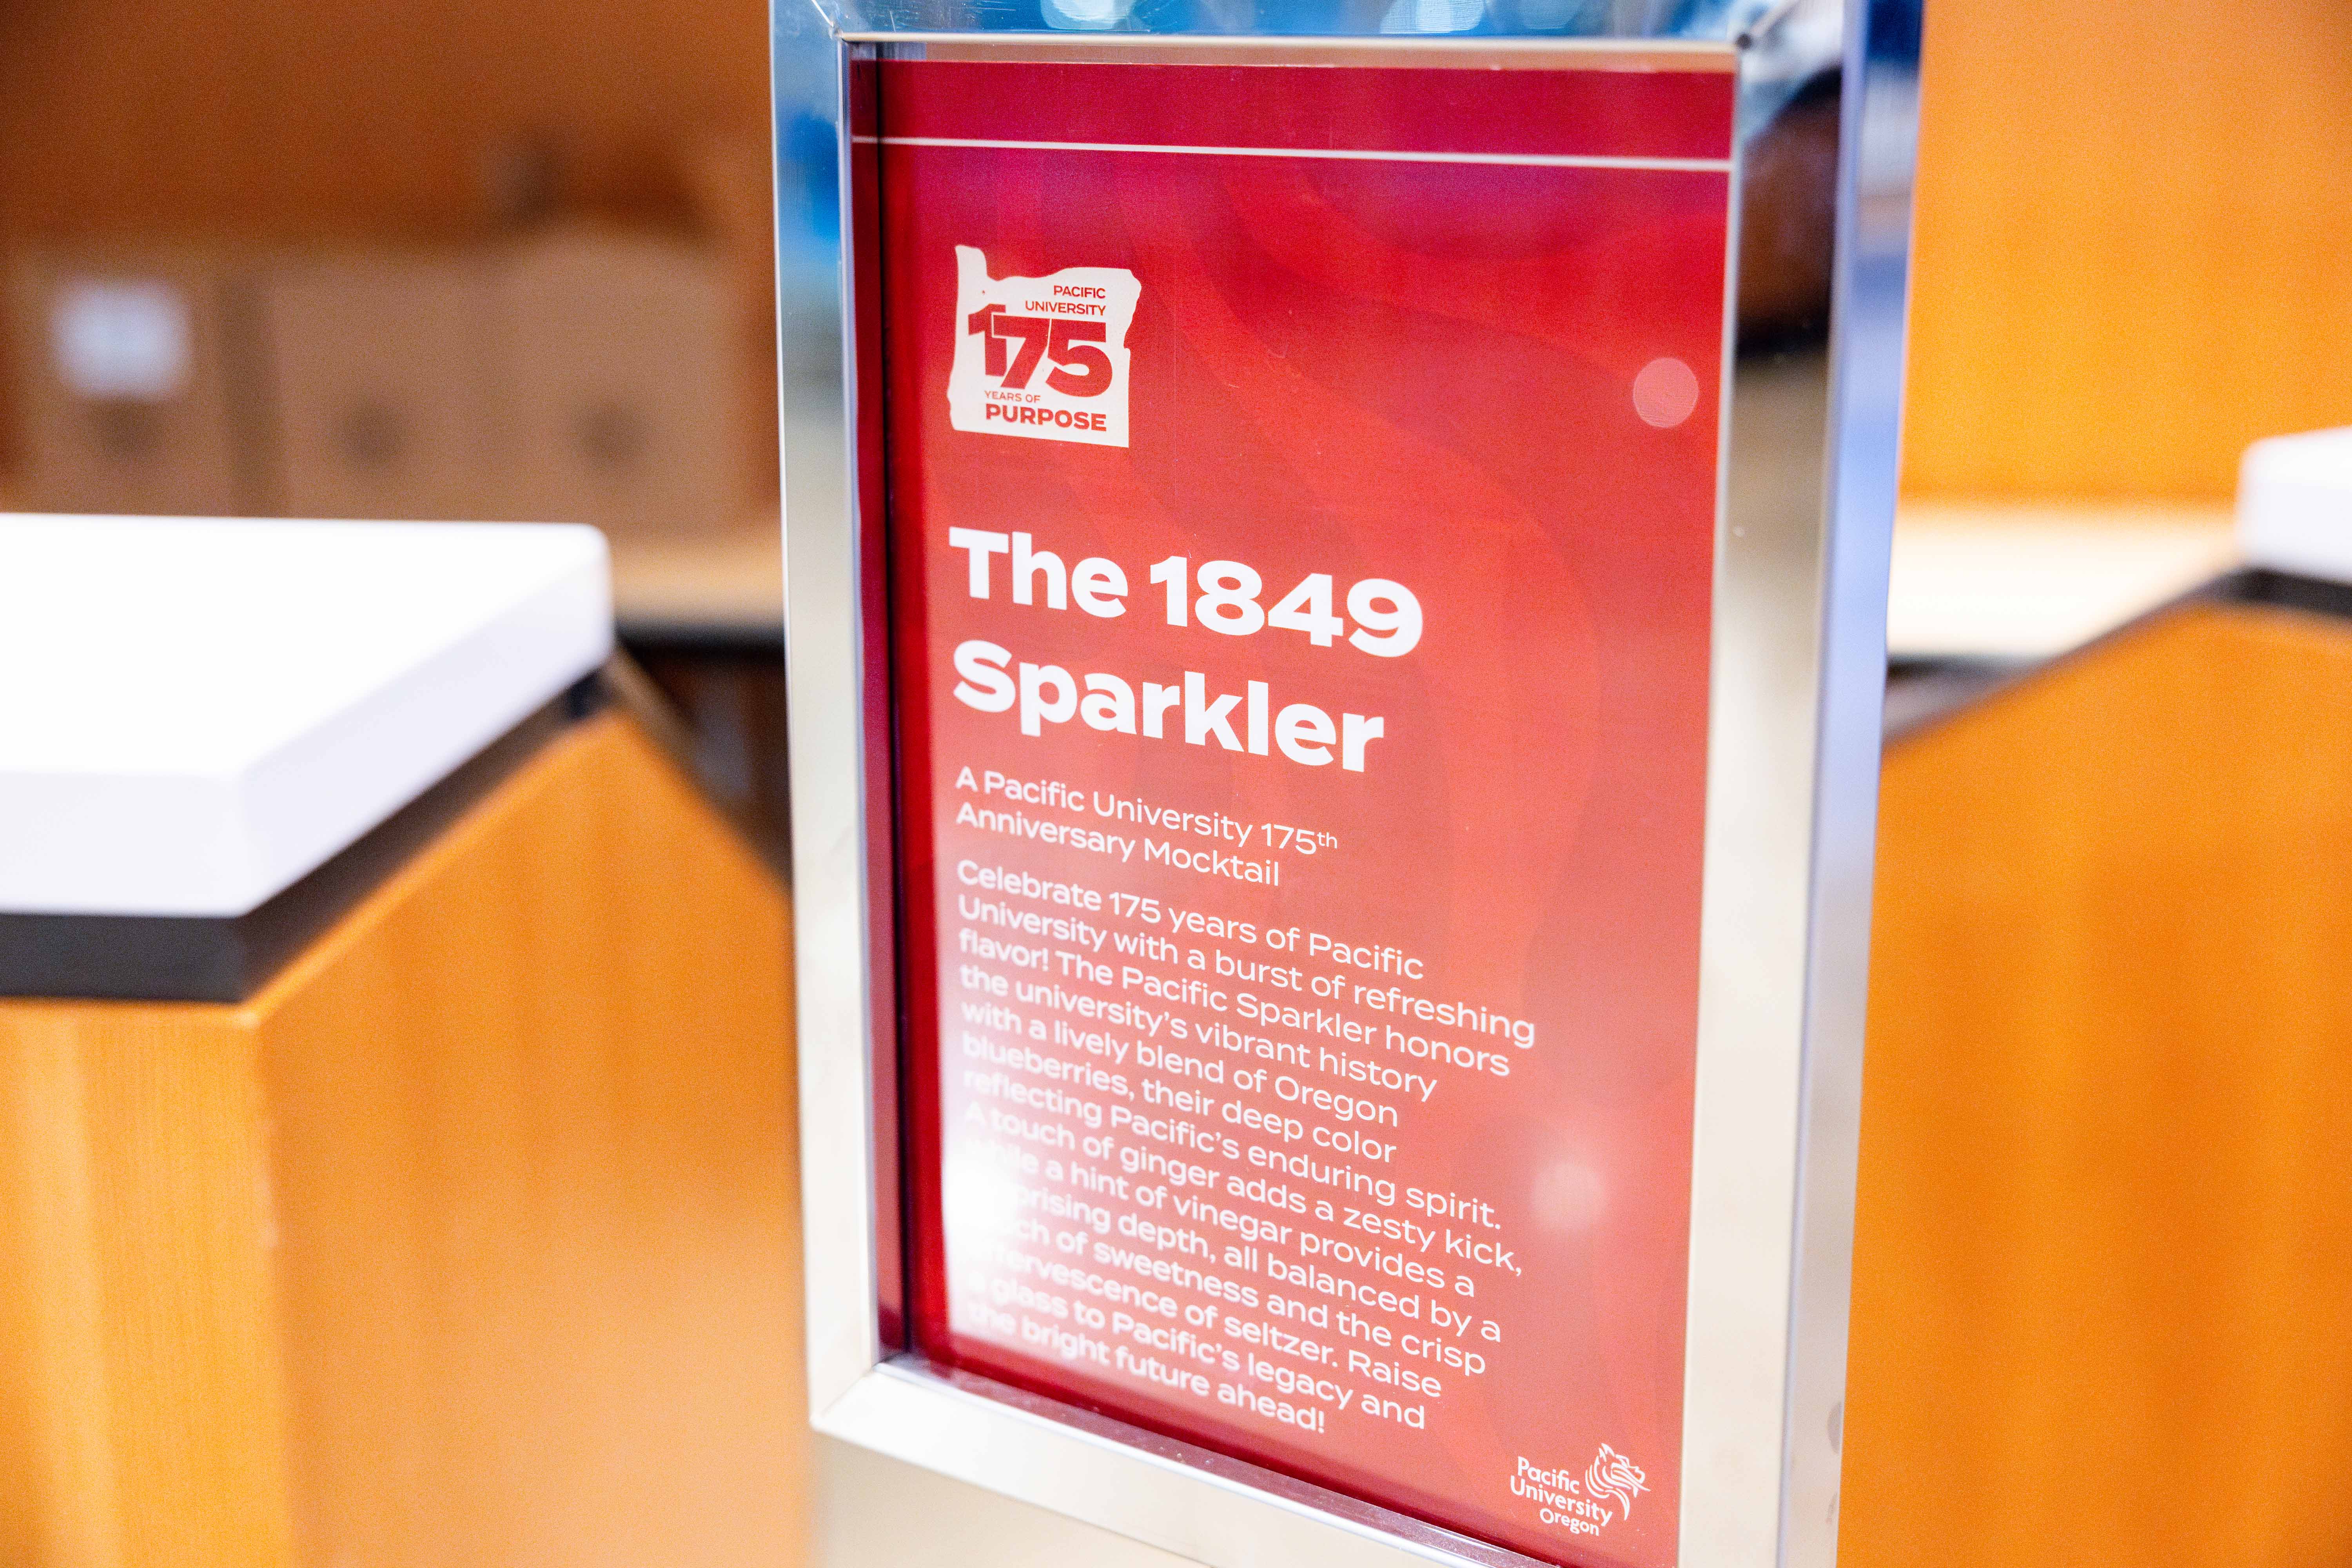 PACIFIC
UNIVERSITY
175
YEARS OF
PURPOSE
The 1849
Sparkler
A Pacific University 175th
Anniversary Mocktail
Celebrate 175 years of Pacific
University with a burst of refreshing
flavor! The Pacific Sparkler honors
the university's vibrant history
with a lively blend of Oregon
blueberries, their deep color
reflecting Pacific's enduring spirit.
A touch of ginger adds a zesty kick,
while a hint of vinegar provides a
surprising depth, all balanced by a
touch of sweetness and the crisp
effervescence of seltzer. Raise
a glass to Pacific's legacy and
the bright future ahead!
Pacific
University
Oregon